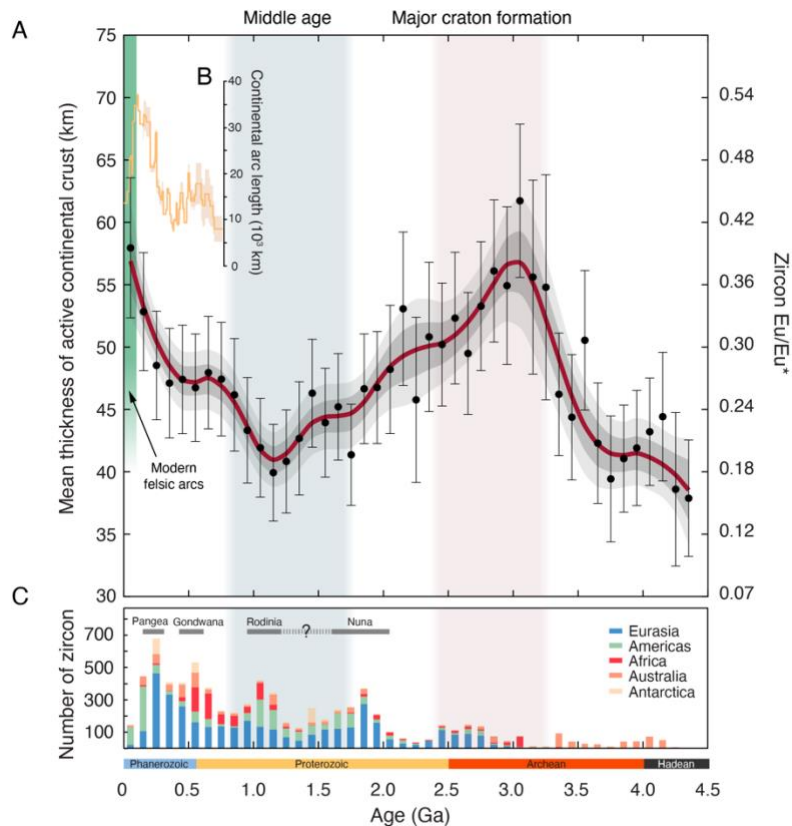 Middle age
Major craton formation
A
Mean thickness of active continental crust (km)
75
70
65
60
55
50
45
40
35
30
B
Continental arc length (10³ km)
40
30
20
10
0
Modern
felsic arcs
Zircon Eu/Eu*
0.54
0.48
0.44
0.36
0.30
0.24
0.18
0.12
0.07
C
Number of zircon
700
500
300
100
Pangea
Gondwana
Rodinia
?
Nuna
Eurasia
Americas
Africa
Australia
Antarctica
Phanerozoic
Proterozoic
Archean
Hadean
0.0 0.5 1.0 1.5 2.0 2.5 3.0 3.5 4.0 4.5
Age (Ga)